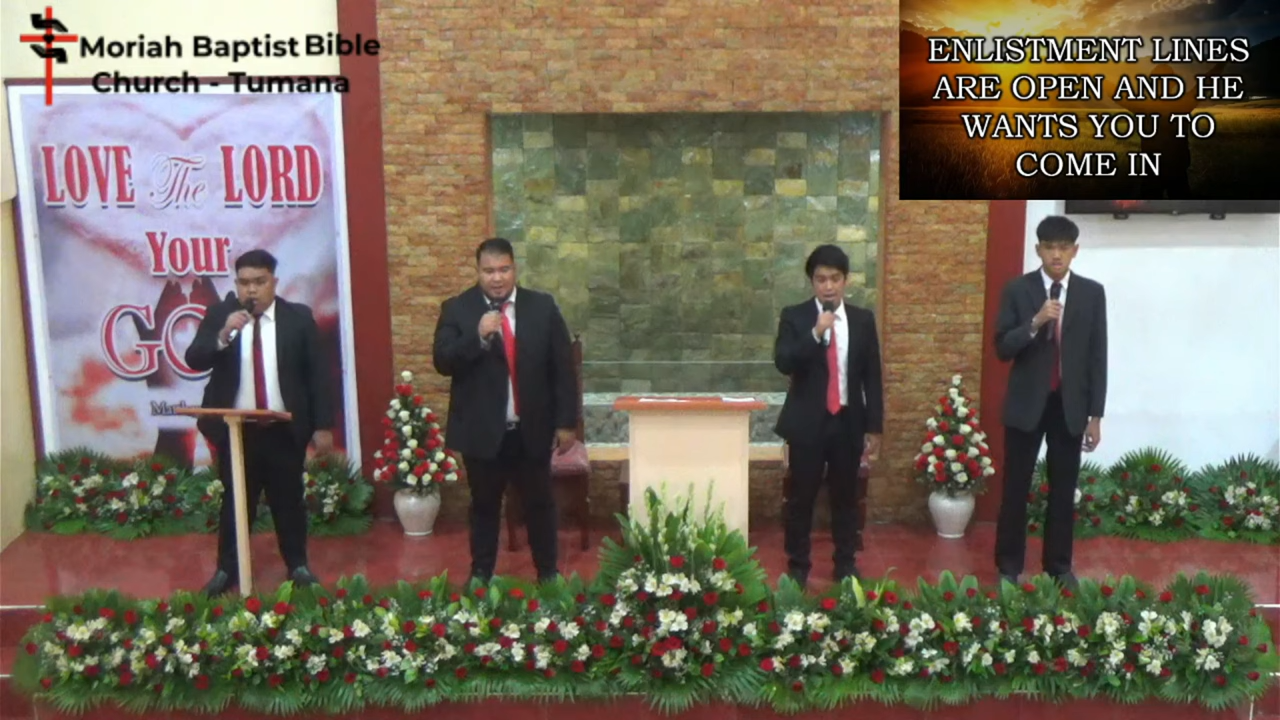 Moriah Baptist Bible
Church - Tumana
ENLISTMENT LINES
ARE OPEN AND HE
WANTS YOU TO
COME IN
LOVE The LORD
Your